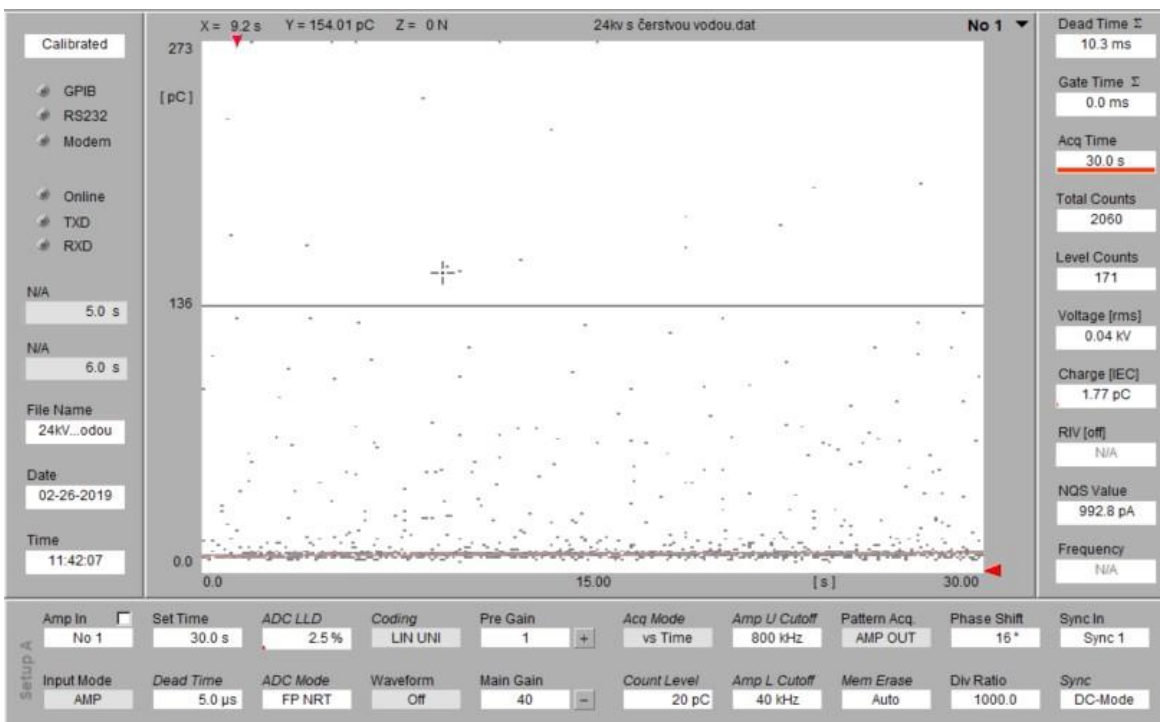 X = 9.2 s Y = 154.01 pC Z = 0 N 24kv s čerstvou vodou.dat No 1
Calibrated
GPIB
RS232
Modem
Online
TXD
RXD
N/A
5.0 s
N/A
6.0 s
File Name
24kV...odou
Date
02-26-2019
Time
11:42:07
273
[pC]
136
0.0
0.0 15.00 [s] 30.00
Dead Time Σ
10.3 ms
Gate Time Σ
0.0 ms
Acq Time
30.0 s
Total Counts
2060
Level Counts
171
Voltage [rms]
0.04 kV
Charge [IEC]
1.77 pC
RIV [off]
N/A
NQS Value
992.8 pA
Frequency
N/A
Setup A
Amp In Set Time ADC LLD Coding Pre Gain Acq Mode Amp U Cutoff Pattern Acq. Phase Shift Sync In
No 1 30.0 s 2.5 % LIN UNI 1 + vs Time 800 kHz AMP OUT 16 ° Sync 1
Input Mode Dead Time ADC Mode Waveform Main Gain Count Level Amp L Cutoff Mem Erase Div Ratio Sync
AMP 5.0 µs FP NRT Off 40 − 20 pC 40 kHz Auto 1000.0 DC-Mode